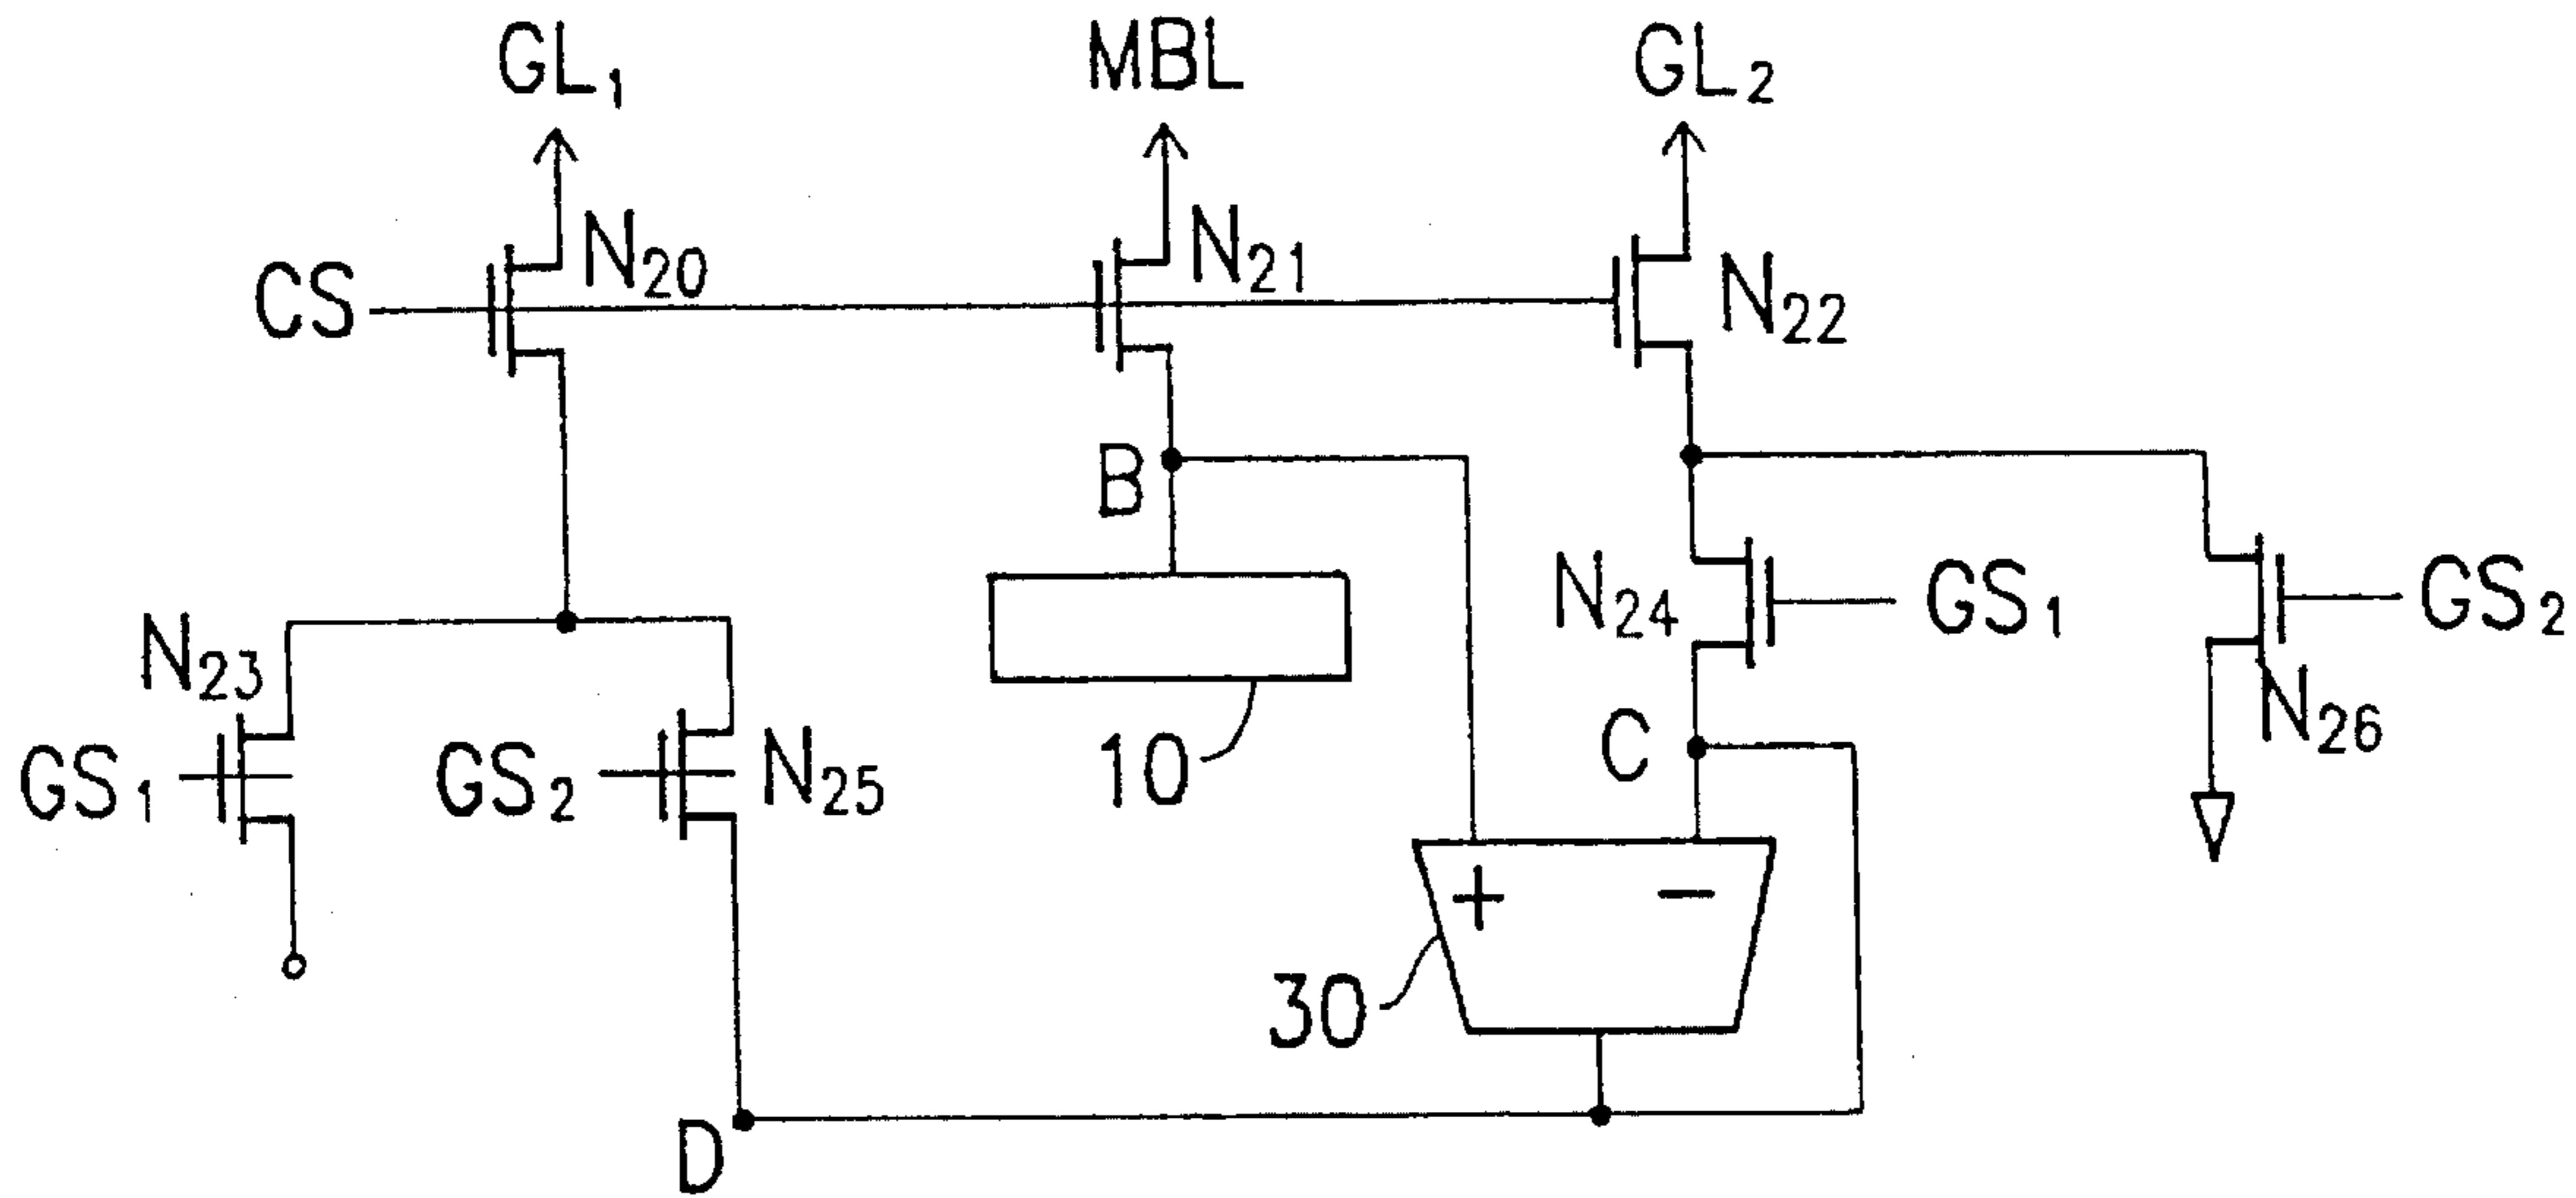 GL₁ MBL GL₂
CS N₂₀ N₂₁ N₂₂
B
N₂₃ N₂₄ GS₁ GS₂
GS₁ GS₂ N₂₅ 10 C N₂₆
+ −
30
D